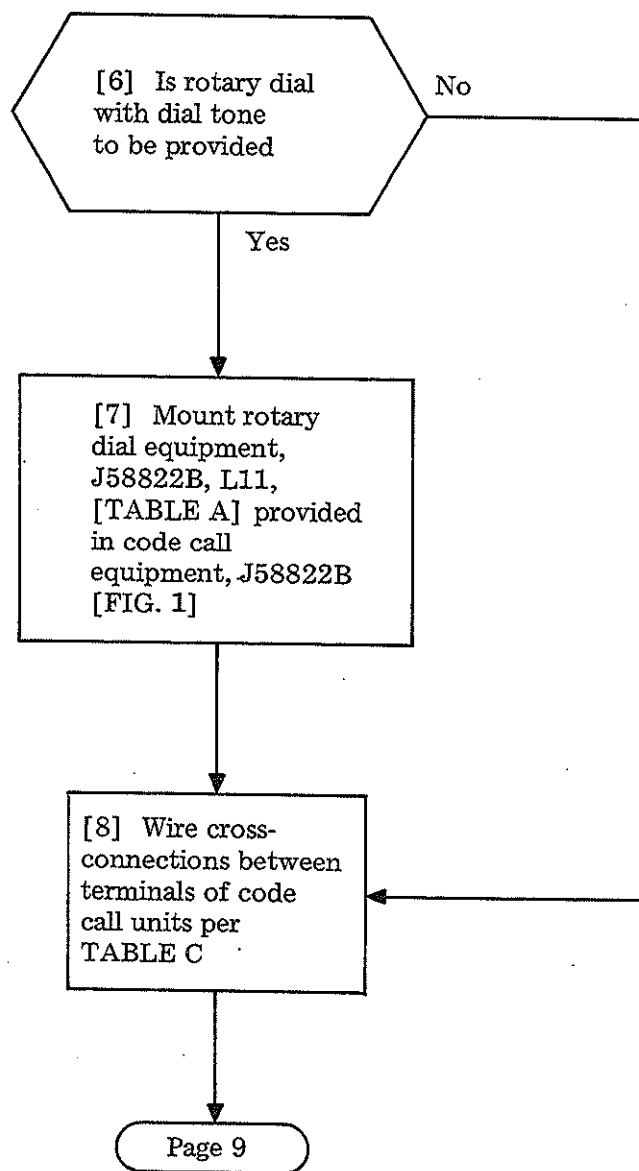 [6] Is rotary dial
with dial tone
to be provided
No
Yes
[7] Mount rotary
dial equipment,
J58822B, L11,
[TABLE A] provided
in code call
equipment, J58822B
[FIG. 1]
[8] Wire cross-
connections between
terminals of code
call units per
TABLE C
Page 9